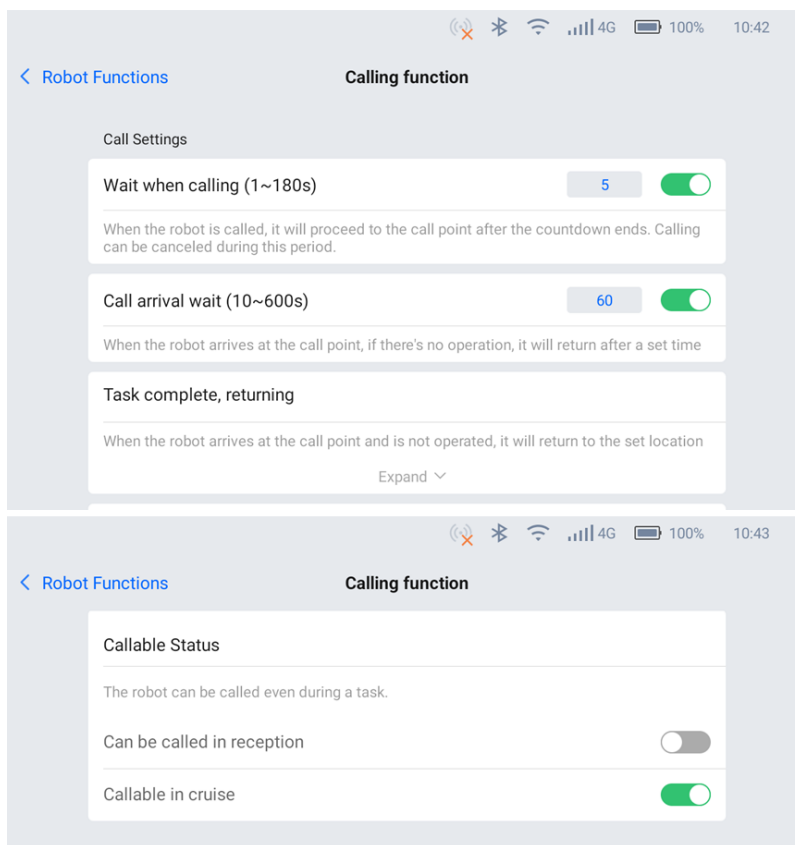 4G 100% 10:42
Robot Functions Calling function
Call Settings
Wait when calling (1~180s) 5
When the robot is called, it will proceed to the call point after the countdown ends. Calling
can be canceled during this period.
Call arrival wait (10~600s) 60
When the robot arrives at the call point, if there's no operation, it will return after a set time
Task complete, returning
When the robot arrives at the call point and is not operated, it will return to the set location
Expand
4G 100% 10:43
Robot Functions Calling function
Callable Status
The robot can be called even during a task.
Can be called in reception
Callable in cruise